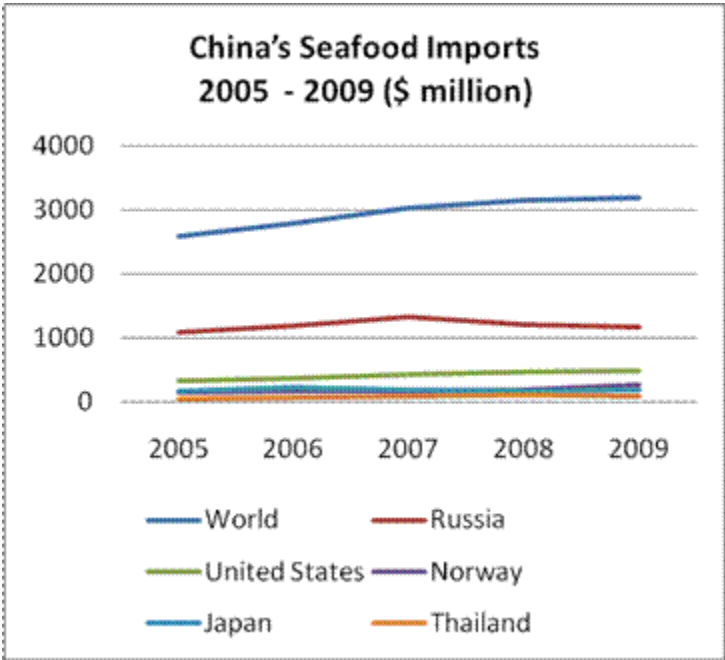 China's Seafood Imports
2005 - 2009 ($ million)
4000
3000
2000
1000
0
2005 2006 2007 2008 2009
World Russia
United States Norway
Japan Thailand